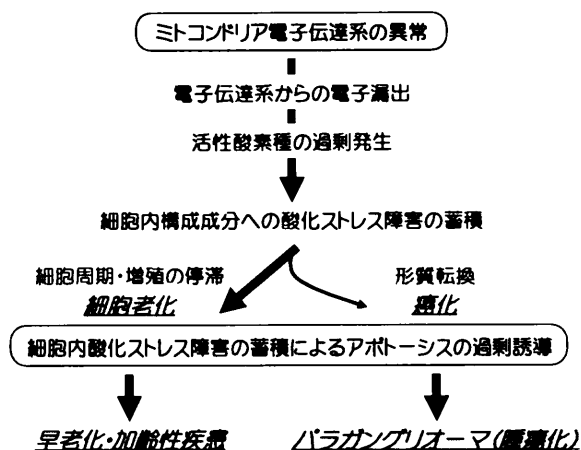 ミトコンドリア電子伝達系の異常
電子伝達系からの電子漏出
活性酸素種の過剰発生
細胞内構成成分への酸化ストレス障害の蓄積
細胞周期・増殖の停滞
細胞老化
形質転換
癌化
細胞内酸化ストレス障害の蓄積によるアポトーシスの過剰誘導
早老化・加齢性疾患
パラガングリオーマ(腫瘍化)